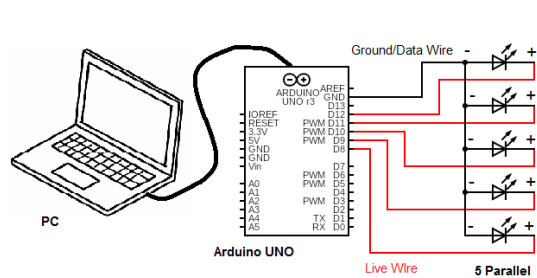 Ground/Data Wire
- +
ARDUINO
UNO r3
AREF
GND
D13
D12
PWM D11
PWM D10
PWM D9
D8
D7
PWM D6
PWM D5
D4
PWM D3
D2
TX D1
RX D0
IOREF
RESET
3.3V
5V
GND
GND
Vin
A0
A1
A2
A3
A4
A5
- +
- +
- +
- +
PC
Arduino UNO
Live WIre
5 Parallel